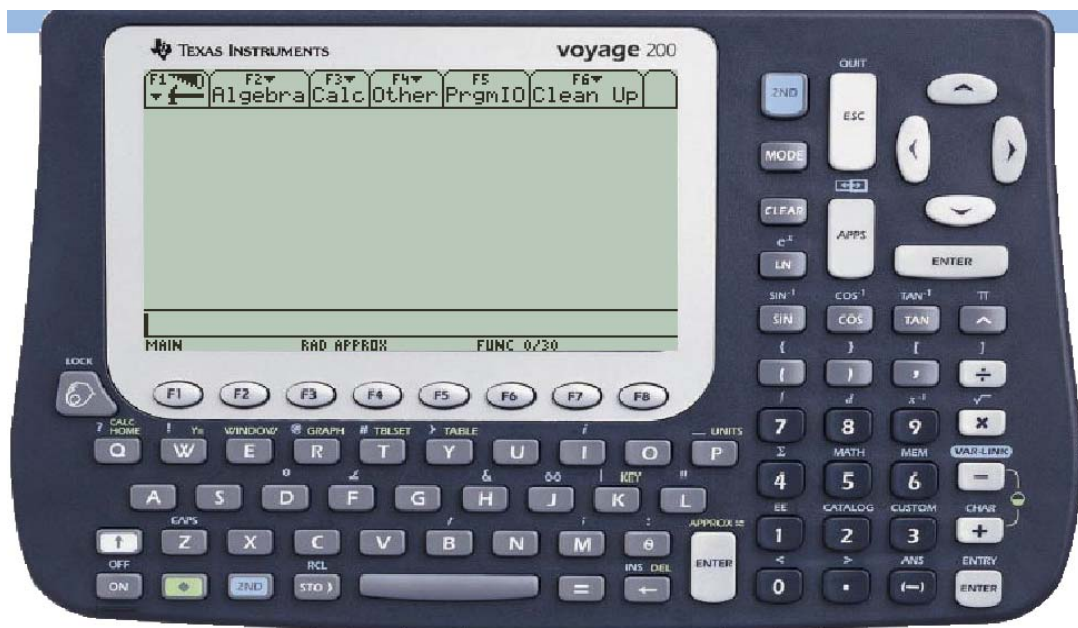 TEXAS INSTRUMENTS voyage 200
F1 F2 F3 F4 F5 F6
Algebra Calc Other PrgmIO Clean Up
MAIN RAD APPROX FUNC 0/30
F1 F2 F3 F4 F5 F6 F7 F8
QUIT
2ND ESC
MODE
CLEAR APPS
e^x
LN ENTER
SIN⁻¹ COS⁻¹ TAN⁻¹ π
SIN COS TAN ^
{ } [ ]
( ) , ÷
x⁻¹ √
7 8 9 ×
Σ MATH MEM VAR-LINK
4 5 6 −
EE CATALOG CUSTOM CHAR
1 2 3 +
< > ANS ENTRY
0 . (−) ENTER
LOCK
? CALC HOME ! Y= WINDOW GRAPH # TBLSET TABLE i _ UNITS
Q W E R T Y U I O P
& | KEY "
A S D F G H J K L
CAPS : APPROX
↑ Z X C V B N M θ ENTER
OFF RCL INS DEL
ON 2ND STO = ←